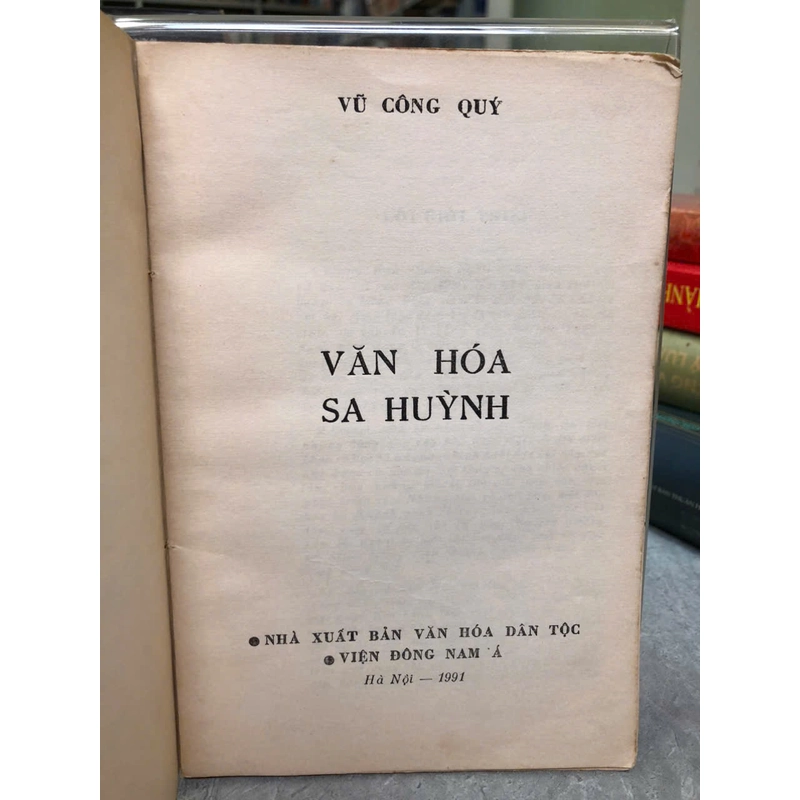 VŨ CÔNG QUÝ
VĂN HÓA
SA HUỲNH
NHÀ XUẤT BẢN VĂN HÓA DÂN TỘC
VIỆN ĐÔNG NAM Á
Hà Nội — 1991